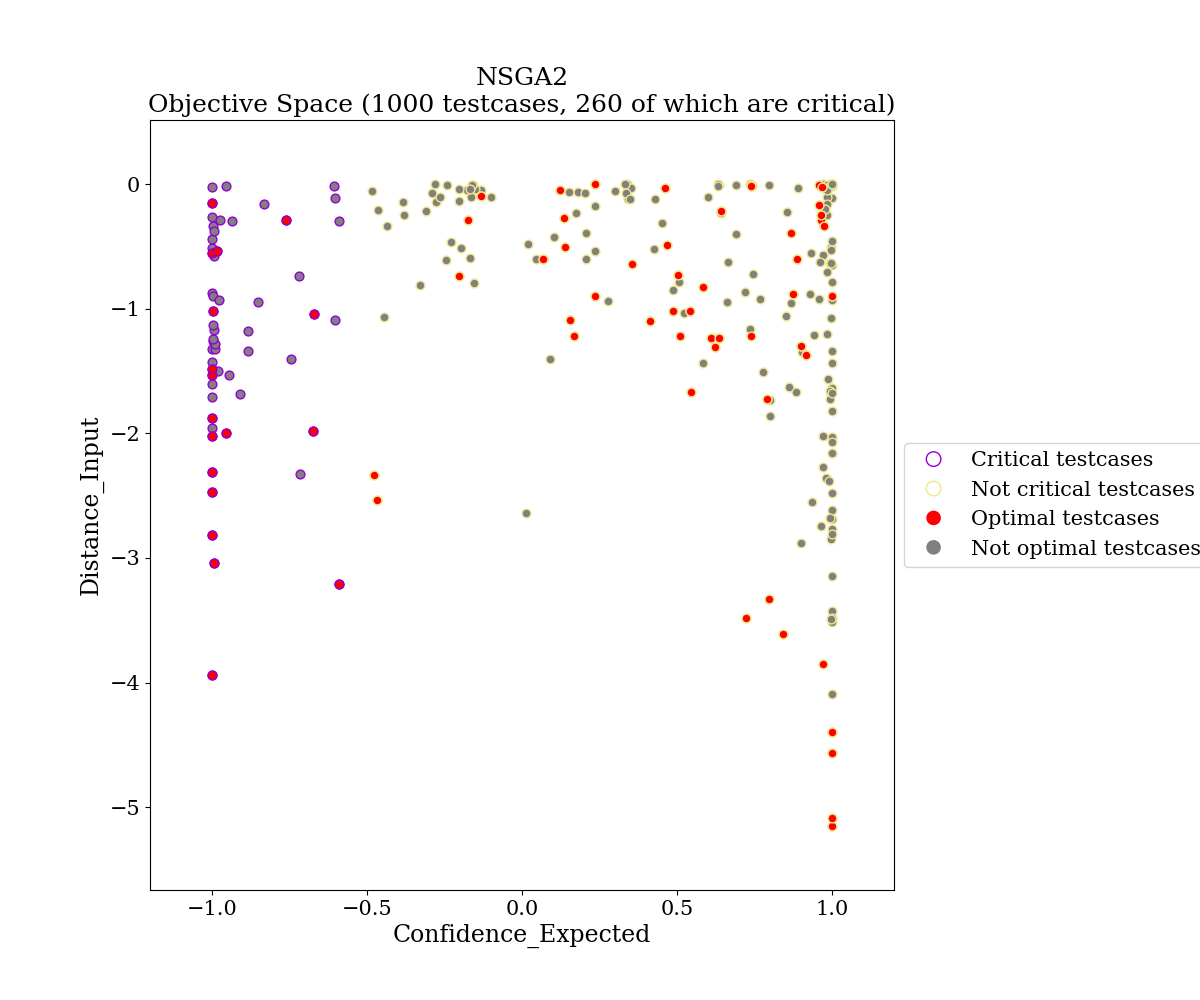 NSGA2
Objective Space (1000 testcases, 260 of which are critical)
0
−1
−2
−3
−4
−5
Distance_Input
−1.0
−0.5
0.0
0.5
1.0
Confidence_Expected
Critical testcases
Not critical testcases
Optimal testcases
Not optimal testcases